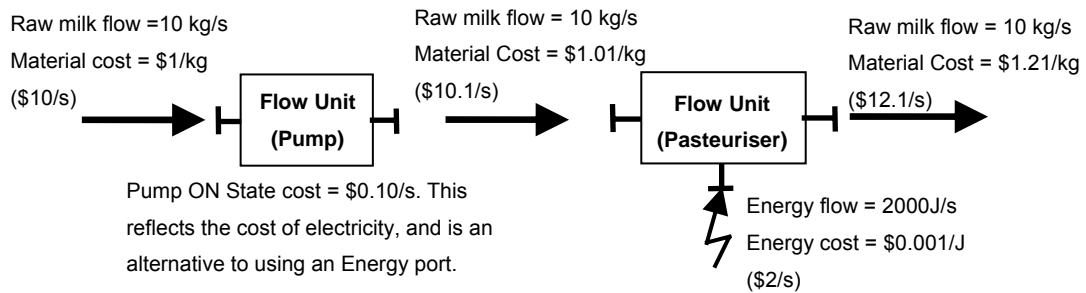 Raw milk flow =10 kg/s
Material cost = $1/kg
($10/s)
Flow Unit
(Pump)
Pump ON State cost = $0.10/s. This
reflects the cost of electricity, and is an
alternative to using an Energy port.
Raw milk flow = 10 kg/s
Material Cost = $1.01/kg
($10.1/s)
Flow Unit
(Pasteuriser)
Energy flow = 2000J/s
Energy cost = $0.001/J
($2/s)
Raw milk flow = 10 kg/s
Material Cost = $1.21/kg
($12.1/s)